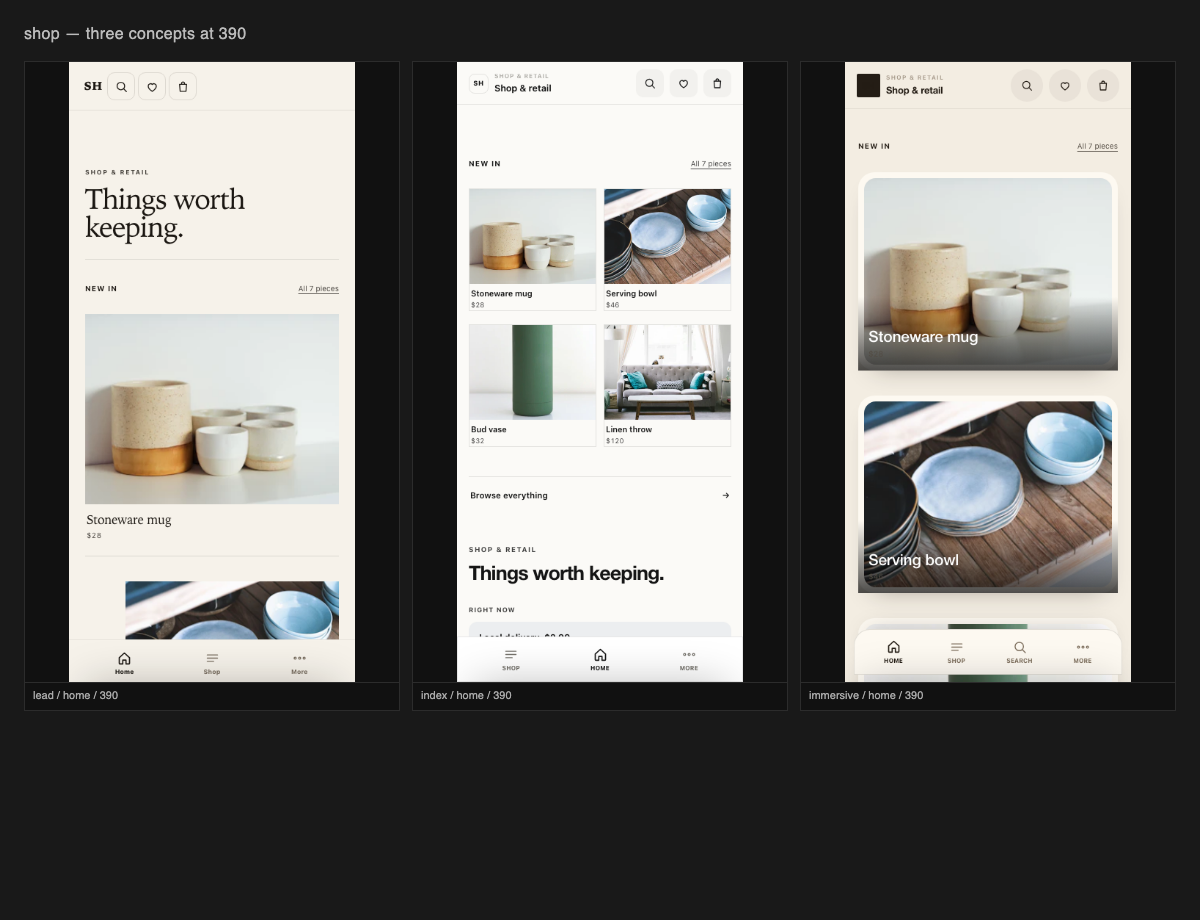 shop — three concepts at 390
SH
SHOP & RETAIL
Things worth
keeping.
NEW IN
All 7 pieces
Stoneware mug
$28
Home
Shop
More
lead / home / 390
SH
SHOP & RETAIL
Shop & retail
NEW IN
All 7 pieces
Stoneware mug
$28
Serving bowl
$46
Bud vase
$32
Linen throw
$120
Browse everything
SHOP & RETAIL
Things worth keeping.
RIGHT NOW
SHOP
HOME
MORE
index / home / 390
SHOP & RETAIL
Shop & retail
NEW IN
All 7 pieces
Stoneware mug
Serving bowl
HOME
SHOP
SEARCH
MORE
immersive / home / 390